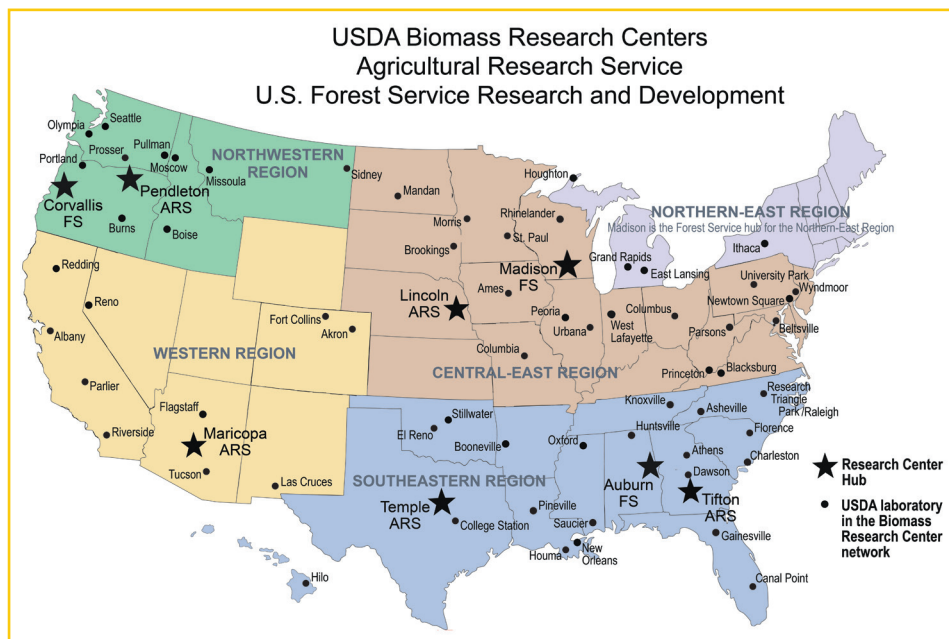 USDA Biomass Research Centers
Agricultural Research Service
U.S. Forest Service Research and Development
Seattle
Olympia
Pullman
Prosser
Moscow
Portland
NORTHWESTERN
REGION
Missoula
Sidney
Pendleton
ARS
Corvallis
FS
Burns
Boise
Mandan
Houghton
Morris
Rhinelander
St. Paul
Brookings
NORTHERN-EAST REGION
Madison is the Forest Service hub for the Northern-East Region
Ithaca
Grand Rapids
East Lansing
Madison
FS
University Park
Wyndmoor
Newtown Square
Redding
Reno
Albany
Fort Collins
Akron
Lincoln
ARS
Ames
Peoria
Urbana
West
Lafayette
Columbus
Parsons
Beltsville
WESTERN REGION
Columbia
CENTRAL-EAST REGION
Princeton
Blacksburg
Parlier
Riverside
Flagstaff
Maricopa
ARS
Tucson
Las Cruces
Stillwater
El Reno
Booneville
Knoxville
Asheville
Research
Triangle
Park/Raleigh
Huntsville
Oxford
Florence
Athens
Charleston
Dawson
SOUTHEASTERN REGION
Auburn
FS
Tifton
ARS
Temple
ARS
College Station
Pineville
Saucier
Houma
New
Orleans
Gainesville
Canal Point
Hilo
Research Center
Hub
USDA laboratory
in the Biomass
Research Center
network